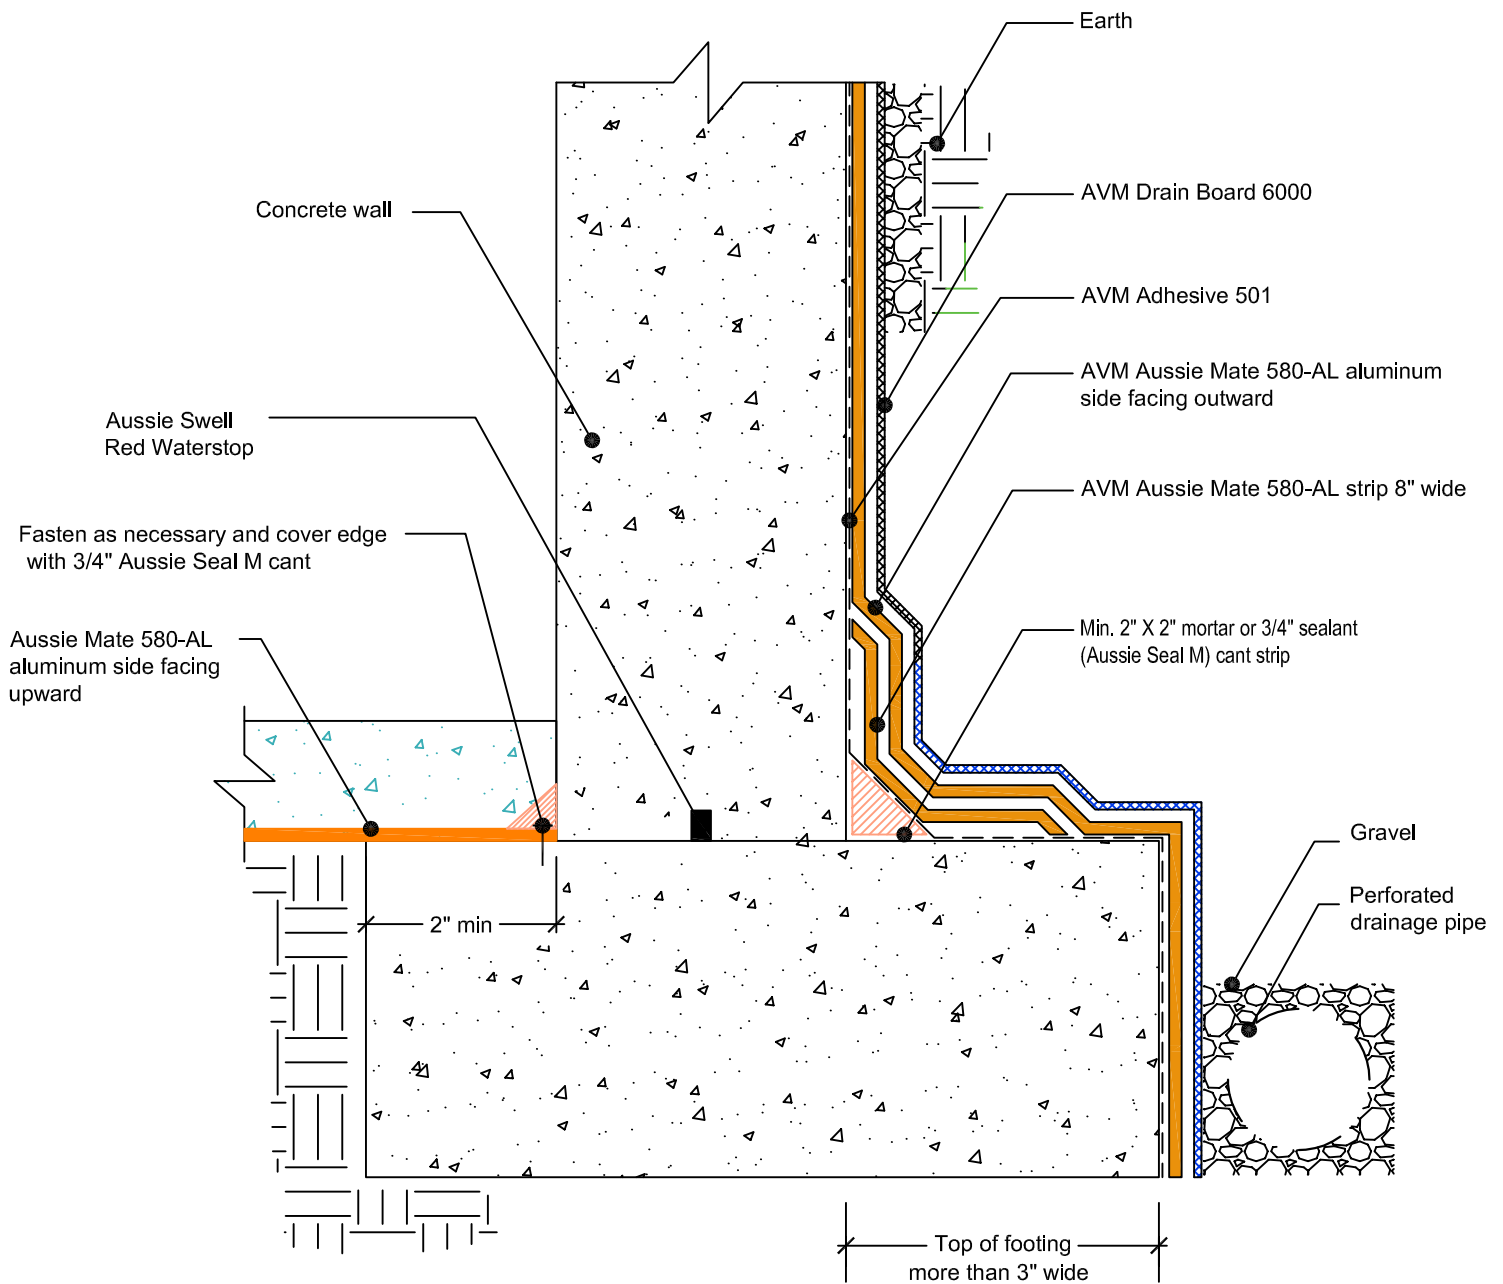 Earth
AVM Drain Board 6000
Concrete wall
AVM Adhesive 501
AVM Aussie Mate 580-AL aluminum
side facing outward
Aussie Swell
Red Waterstop
AVM Aussie Mate 580-AL strip 8" wide
Fasten as necessary and cover edge
with 3/4" Aussie Seal M cant
Min. 2" X 2" mortar or 3/4" sealant
(Aussie Seal M) cant strip
Aussie Mate 580-AL
aluminum side facing
upward
Gravel
Perforated
drainage pipe
2" min
Top of footing
more than 3" wide